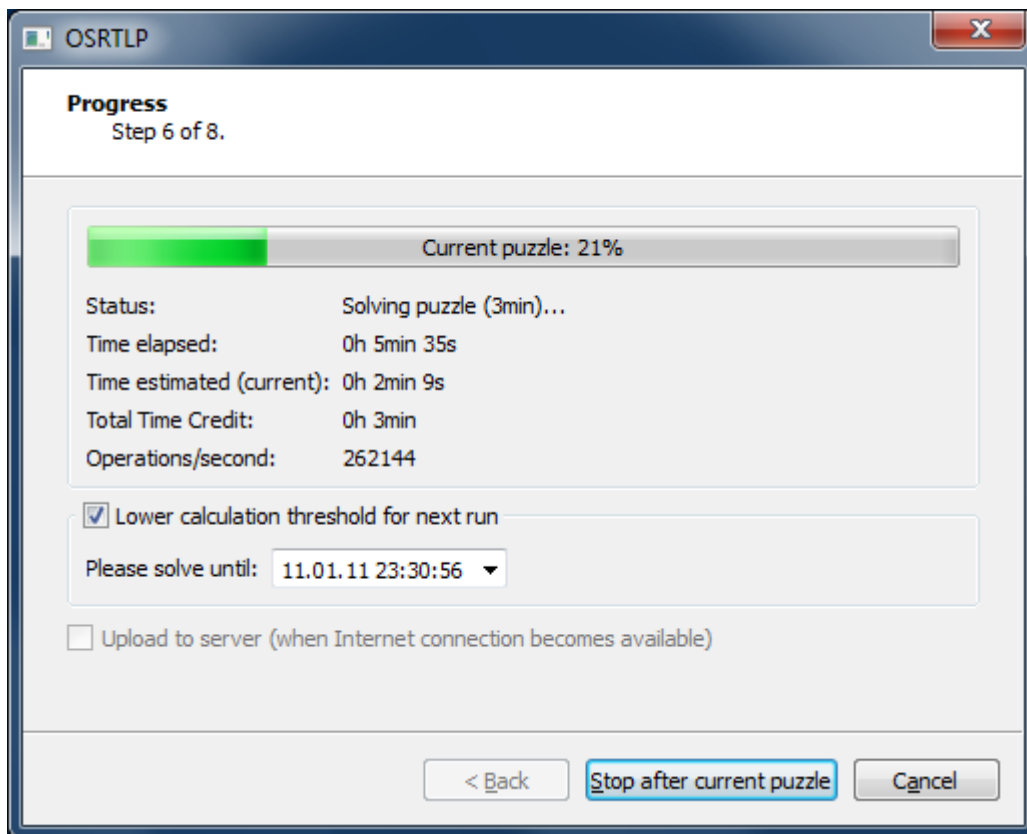 OSRTLP
Progress
Step 6 of 8.
Current puzzle: 21%
Status: Solving puzzle (3min)...
Time elapsed: 0h 5min 35s
Time estimated (current): 0h 2min 9s
Total Time Credit: 0h 3min
Operations/second: 262144
Lower calculation threshold for next run
Please solve until: 11.01.11 23:30:56
Upload to server (when Internet connection becomes available)
< Back Stop after current puzzle Cancel